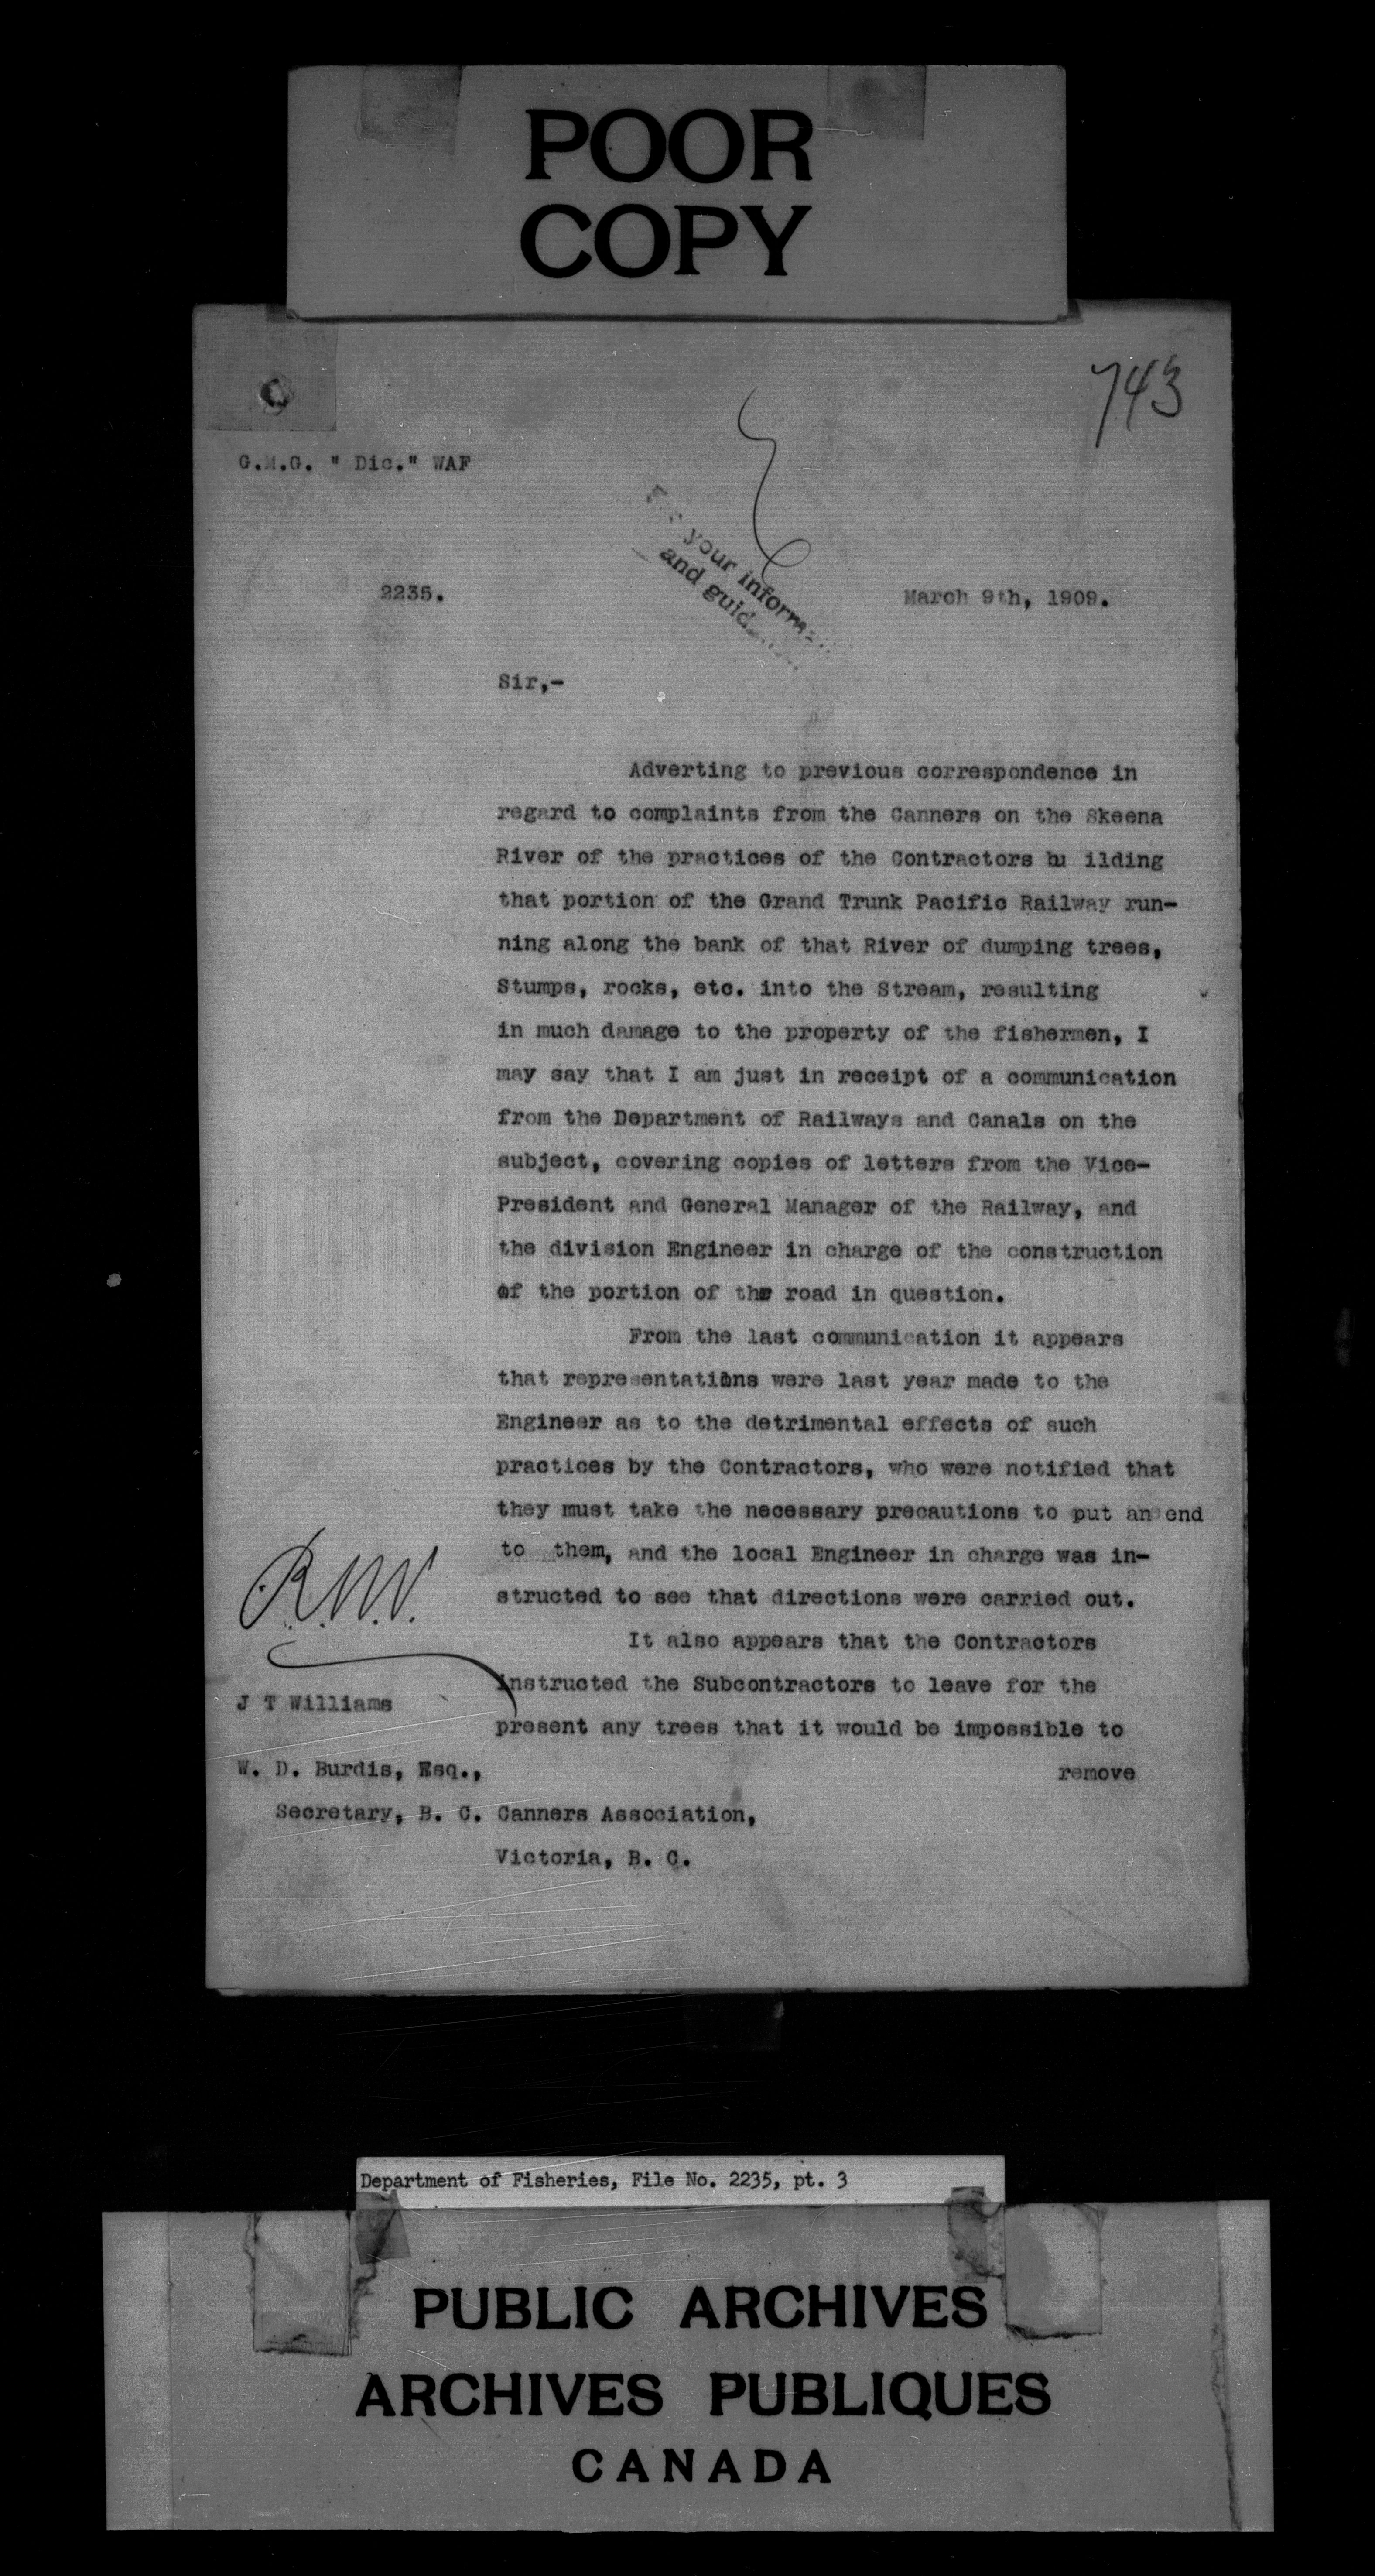 POOR
COPY
743
G.M.G. " Dic." WAF
For your inform
and guid
2235.
March 9th, 1909.
Sir,-
Adverting to previous correspondence in
regard to complaints from the Canners on the Skeena
River of the practices of the Contractors bu ilding
that portion of the Grand Trunk Pacific Railway run-
ning along the bank of that River of dumping trees,
Stumps, rocks, etc. into the Stream, resulting
in much damage to the property of the fishermen, I
may say that I am just in receipt of a communication
from the Department of Railways and Canals on the
subject, covering copies of letters from the Vice-
President and General Manager of the Railway, and
the division Engineer in charge of the construction
of the portion of the road in question.
From the last communication it appears
that representations were last year made to the
Engineer as to the detrimental effects of such
practices by the Contractors, who were notified that
they must take the necessary precautions to put an end
to them, and the local Engineer in charge was in-
structed to see that directions were carried out.
It also appears that the Contractors
instructed the Subcontractors to leave for the
present any trees that it would be impossible to
remove
J T Williams
W. D. Burdis, Esq.,
Secretary, B. C. Canners Association,
Victoria, B. C.
Department of Fisheries, File No. 2235, pt. 3
PUBLIC ARCHIVES
ARCHIVES PUBLIQUES
CANADA